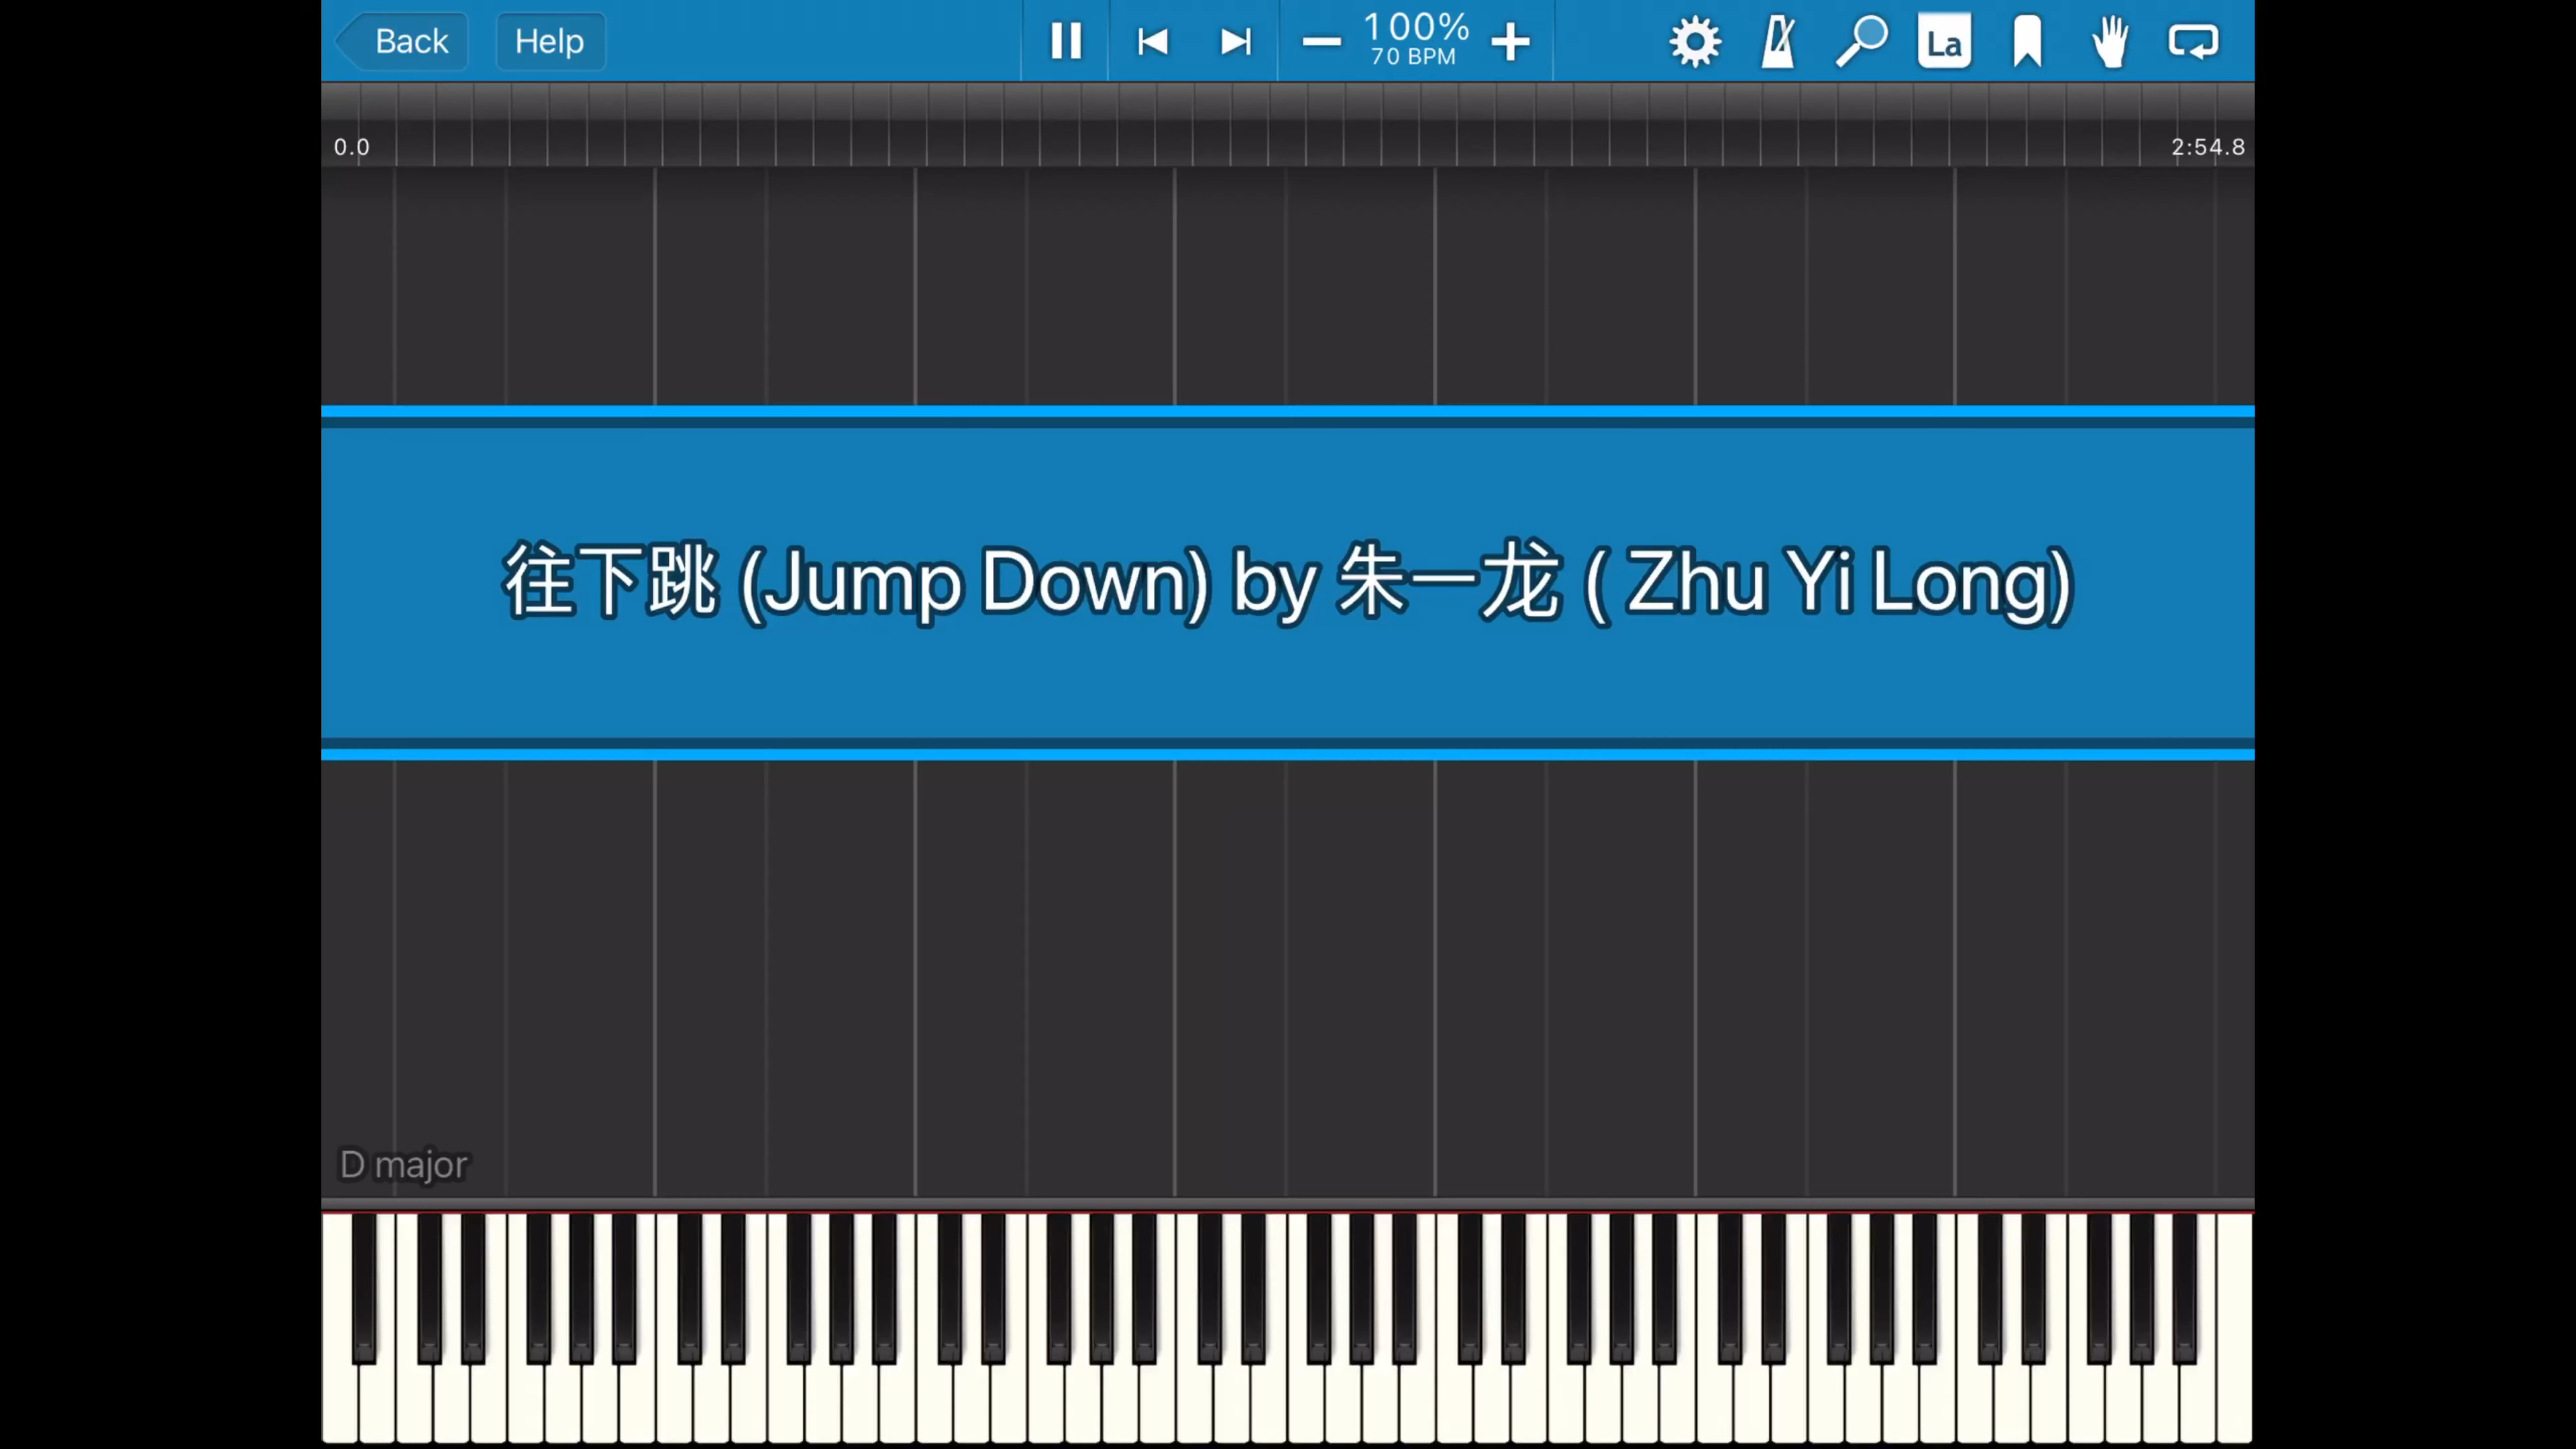 Back
Help
100%
70 BPM
La
0.0
2:54.8
往下跳 (Jump Down) by 朱一龙 ( Zhu Yi Long)
D major